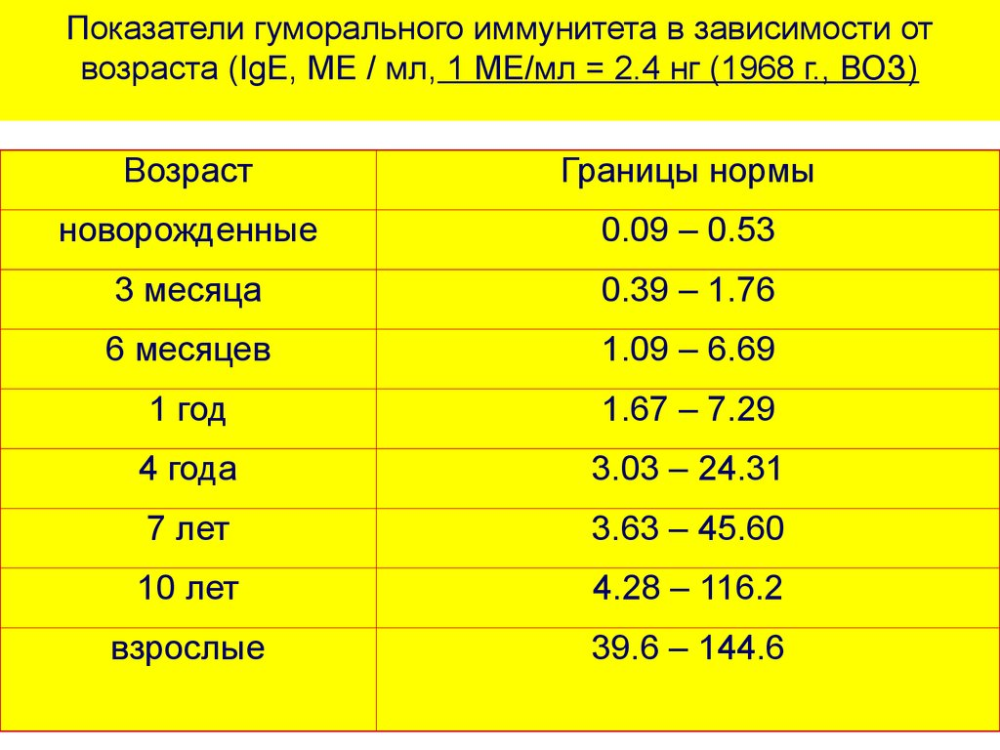 Показатели гуморального иммунитета в зависимости от
возраста (IgE, МЕ / мл, 1 МЕ/мл = 2.4 нг (1968 г., ВОЗ)
Возраст Границы нормы
новорожденные 0.09 – 0.53
3 месяца 0.39 – 1.76
6 месяцев 1.09 – 6.69
1 год 1.67 – 7.29
4 года 3.03 – 24.31
7 лет 3.63 – 45.60
10 лет 4.28 – 116.2
взрослые 39.6 – 144.6